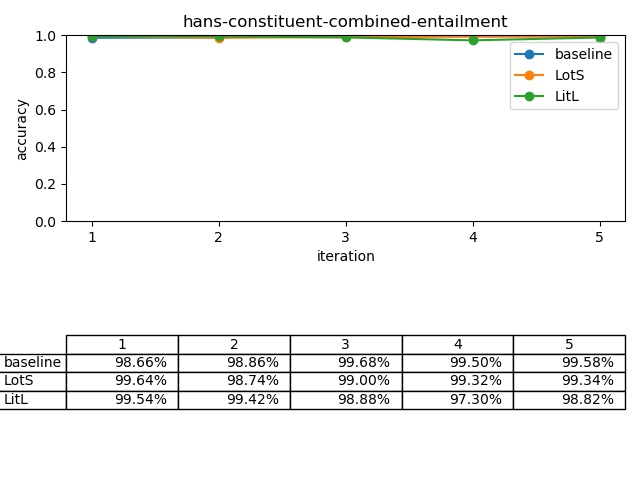 hans-constituent-combined-entailment
1.0
0.8
0.6
0.4
0.2
0.0
accuracy
baseline
LotS
LitL
1 2 3 4 5
iteration
1 2 3 4 5
baseline 98.66% 98.86% 99.68% 99.50% 99.58%
LotS 99.64% 98.74% 99.00% 99.32% 99.34%
LitL 99.54% 99.42% 98.88% 97.30% 98.82%